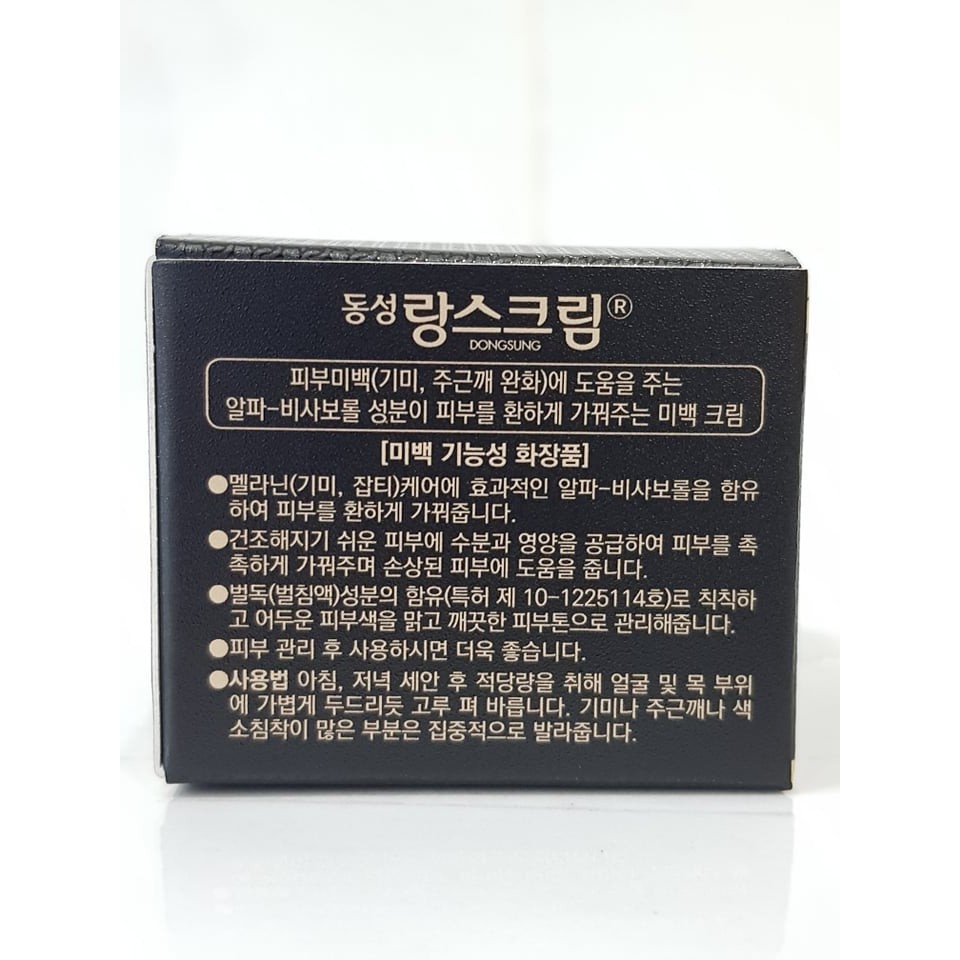 동성 랑스크림®
DONGSUNG
피부미백(기미, 주근깨 완화)에 도움을 주는
알파-비사보롤 성분이 피부를 환하게 가꿔주는 미백 크림
[미백 기능성 화장품]
●멜라닌(기미, 잡티)케어에 효과적인 알파-비사보롤을 함유
하여 피부를 환하게 가꿔줍니다.
●건조해지기 쉬운 피부에 수분과 영양을 공급하여 피부를 촉
촉하게 가꿔주며 손상된 피부에 도움을 줍니다.
●벌독(벌침액)성분의 함유(특허 제 10-1225114호)로 칙칙하
고 어두운 피부색을 맑고 깨끗한 피부톤으로 관리해줍니다.
●피부 관리 후 사용하시면 더욱 좋습니다.
●사용법 아침, 저녁 세안 후 적당량을 취해 얼굴 및 목 부위
에 가볍게 두드리듯 고루 펴 바릅니다. 기미나 주근깨나 색
소침착이 많은 부분은 집중적으로 발라줍니다.